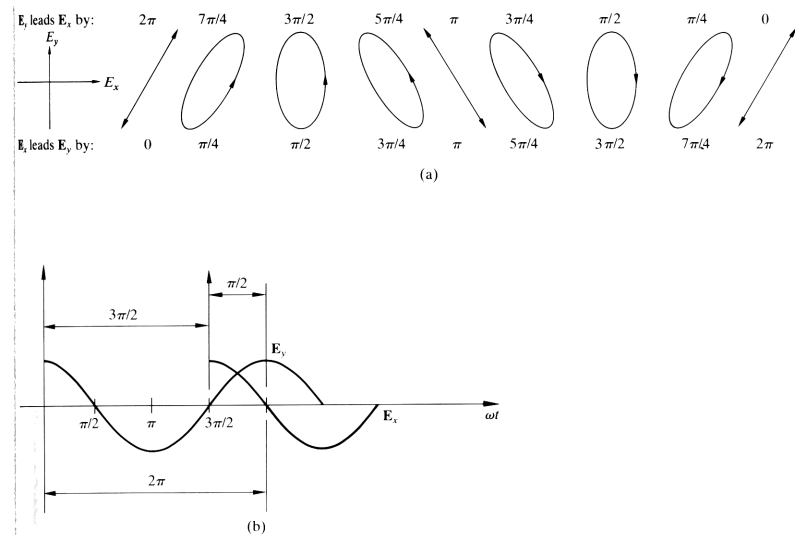 E_y leads E_x by: 2π 7π/4 3π/2 5π/4 π 3π/4 π/2 π/4 0
E_y
E_x
E_x leads E_y by: 0 π/4 π/2 3π/4 π 5π/4 3π/2 7π/4 2π
(a)
π/2
3π/2
E_y
π/2 π 3π/2 E_x ωt
2π
(b)